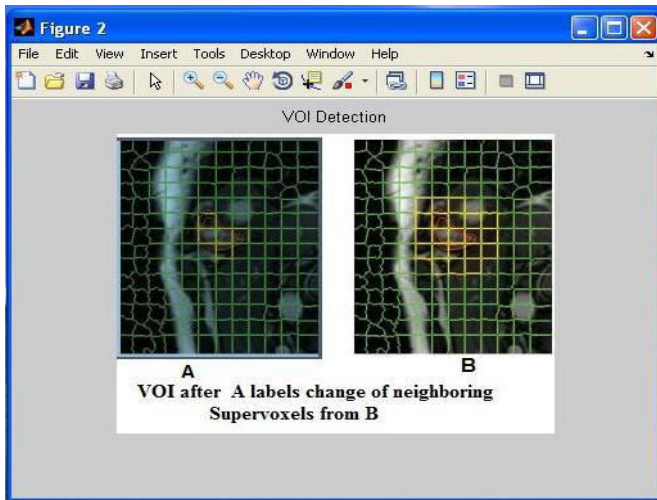 Figure 2
File Edit View Insert Tools Desktop Window Help
VOI Detection
A B
VOI after A labels change of neighboring
Supervoxels from B